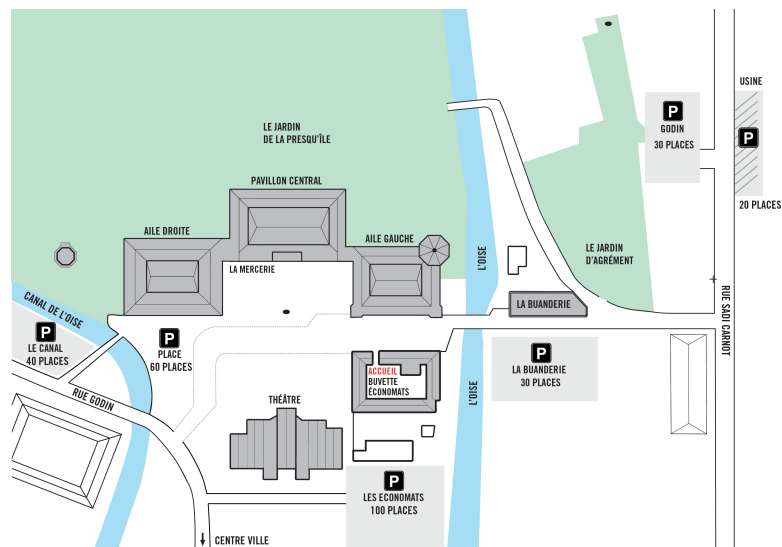 USINE
P
GODIN
30 PLACES
P
20 PLACES
LE JARDIN
DE LA PRESQU'ÎLE
PAVILLON CENTRAL
AILE DROITE
AILE GAUCHE
LA MERCERIE
L'OISE
LE JARDIN
D'AGRÉMENT
RUE SADI CARNOT
CANAL DE L'OISE
LA BUANDERIE
P
LE CANAL
40 PLACES
P
PLACE
60 PLACES
P
LA BUANDERIE
30 PLACES
ACCUEIL
BUVETTE
ÉCONOMATS
L'OISE
RUE GODIN
THÉÂTRE
P
LES ECONOMATS
100 PLACES
CENTRE VILLE